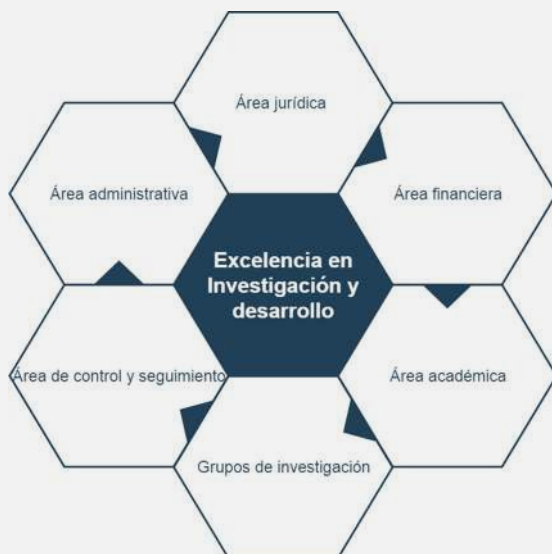 Área jurídica
Área administrativa
Área financiera
Excelencia en
Investigación y
desarrollo
Área de control y seguimiento
Área académica
Grupos de investigación